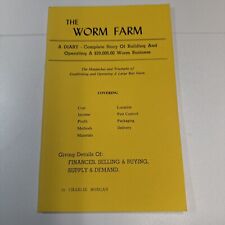 THE
WORM FARM
A DIARY - Complete Story Of Building And
Operating A $20,000.00 Worm Business
The Heartaches and Triumphs of
Establishing and Operating A Large Bait Farm
COVERING
Cost
Income
Profit
Methods
Materials
Location
Pest Control
Packaging
Delivery
Giving Details Of:
FINANCES, SELLING & BUYING,
SUPPLY & DEMAND.
by CHARLIE MORGAN